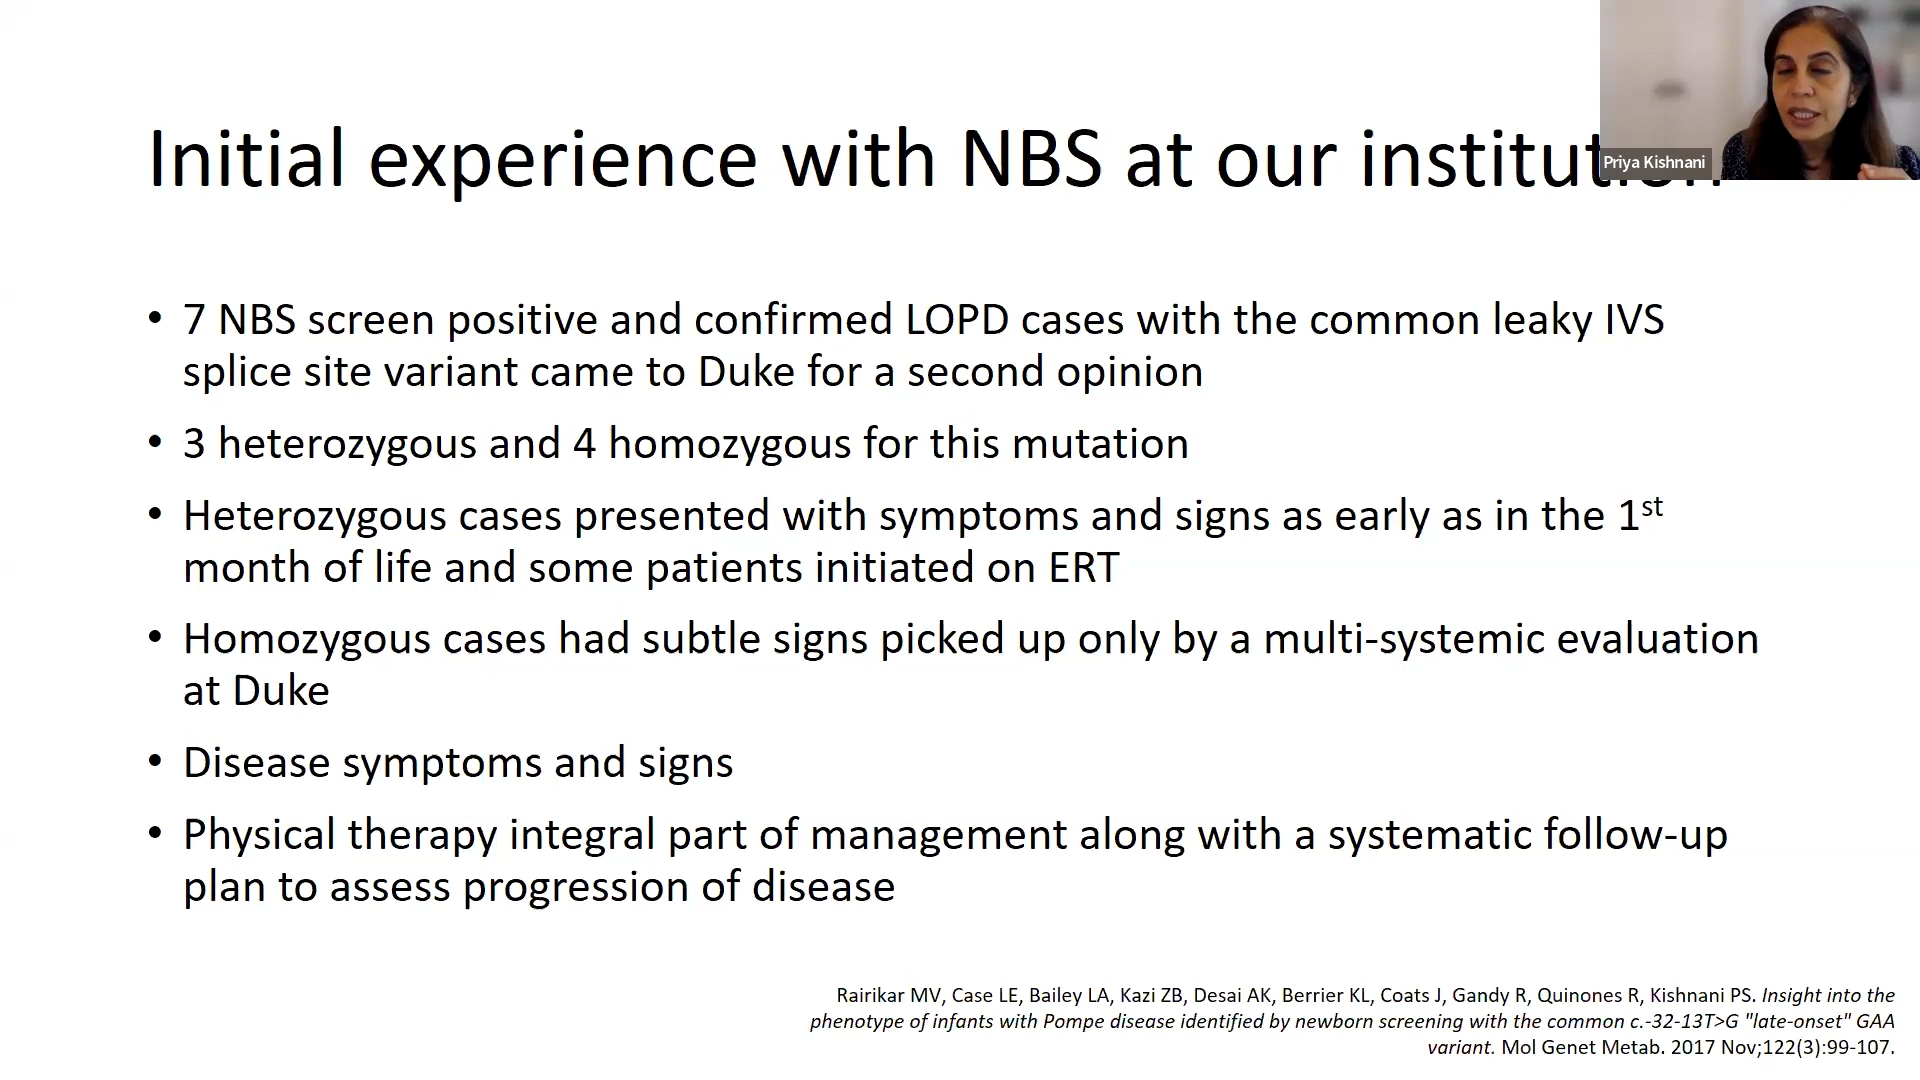 Initial experience with NBS at our institution
Priya Kishnani
• 7 NBS screen positive and confirmed LOPD cases with the common leaky IVS
splice site variant came to Duke for a second opinion
• 3 heterozygous and 4 homozygous for this mutation
• Heterozygous cases presented with symptoms and signs as early as in the 1st
month of life and some patients initiated on ERT
• Homozygous cases had subtle signs picked up only by a multi-systemic evaluation
at Duke
• Disease symptoms and signs
• Physical therapy integral part of management along with a systematic follow-up
plan to assess progression of disease
Rairikar MV, Case LE, Bailey LA, Kazi ZB, Desai AK, Berrier KL, Coats J, Gandy R, Quinones R, Kishnani PS. Insight into the
phenotype of infants with Pompe disease identified by newborn screening with the common c.-32-13T>G "late-onset" GAA
variant. Mol Genet Metab. 2017 Nov;122(3):99-107.